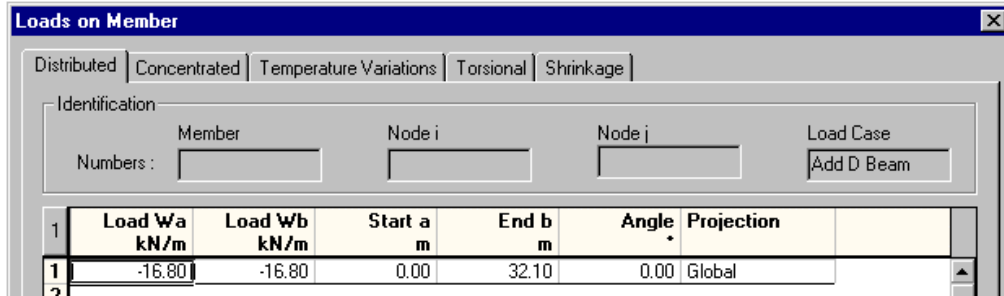 Loads on Member
Distributed Concentrated Temperature Variations Torsional Shrinkage
Identification
Member Node i Node j Load Case
Numbers : Add D Beam
1 Load Wa Load Wb Start a End b Angle Projection
kN/m kN/m m m °
1 -16.80 -16.80 0.00 32.10 0.00 Global
2